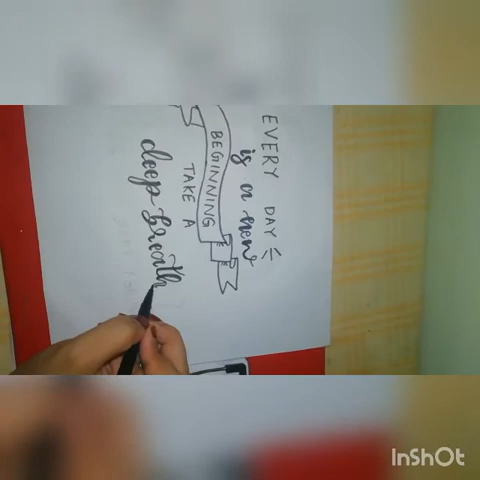 EVERY DAY
is a new
BEGINNING
TAKE A
deep breath
InShOt